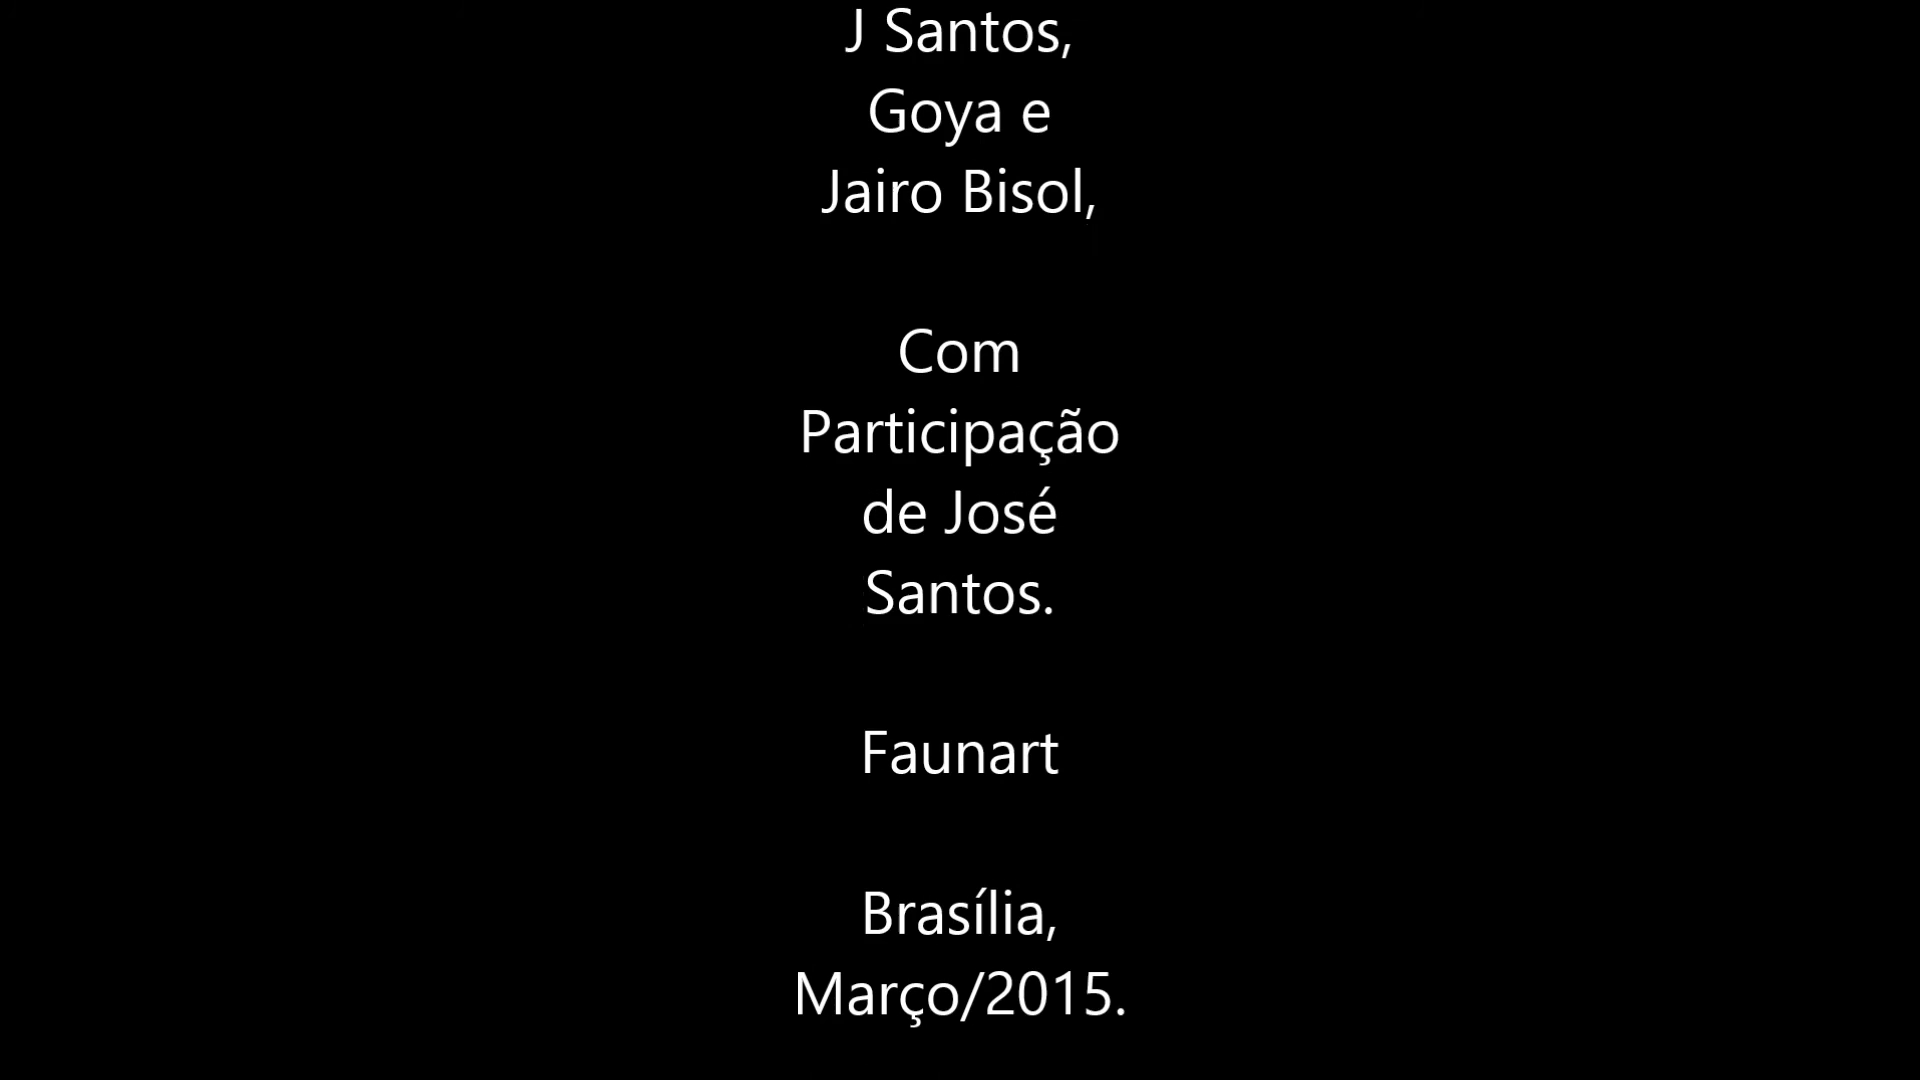 J Santos,
Goya e
Jairo Bisol,
Com
Participação
de José
Santos.
Faunart
Brasília,
Março/2015.